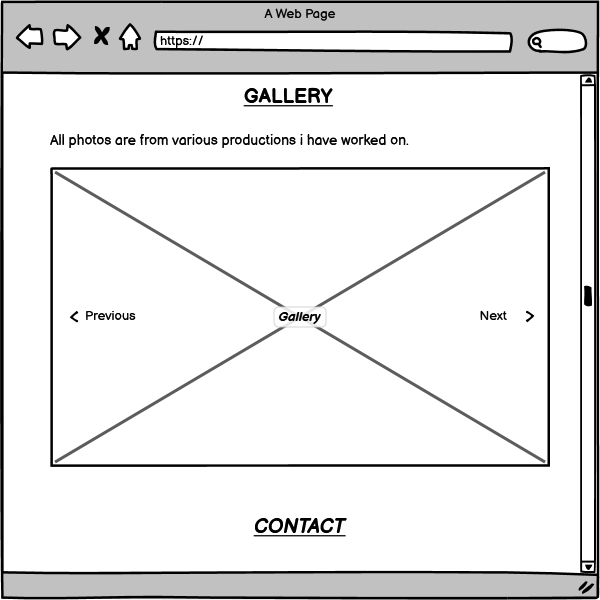 A Web Page
https://
GALLERY
All photos are from various productions i have worked on.
Previous
Gallery
Next
CONTACT